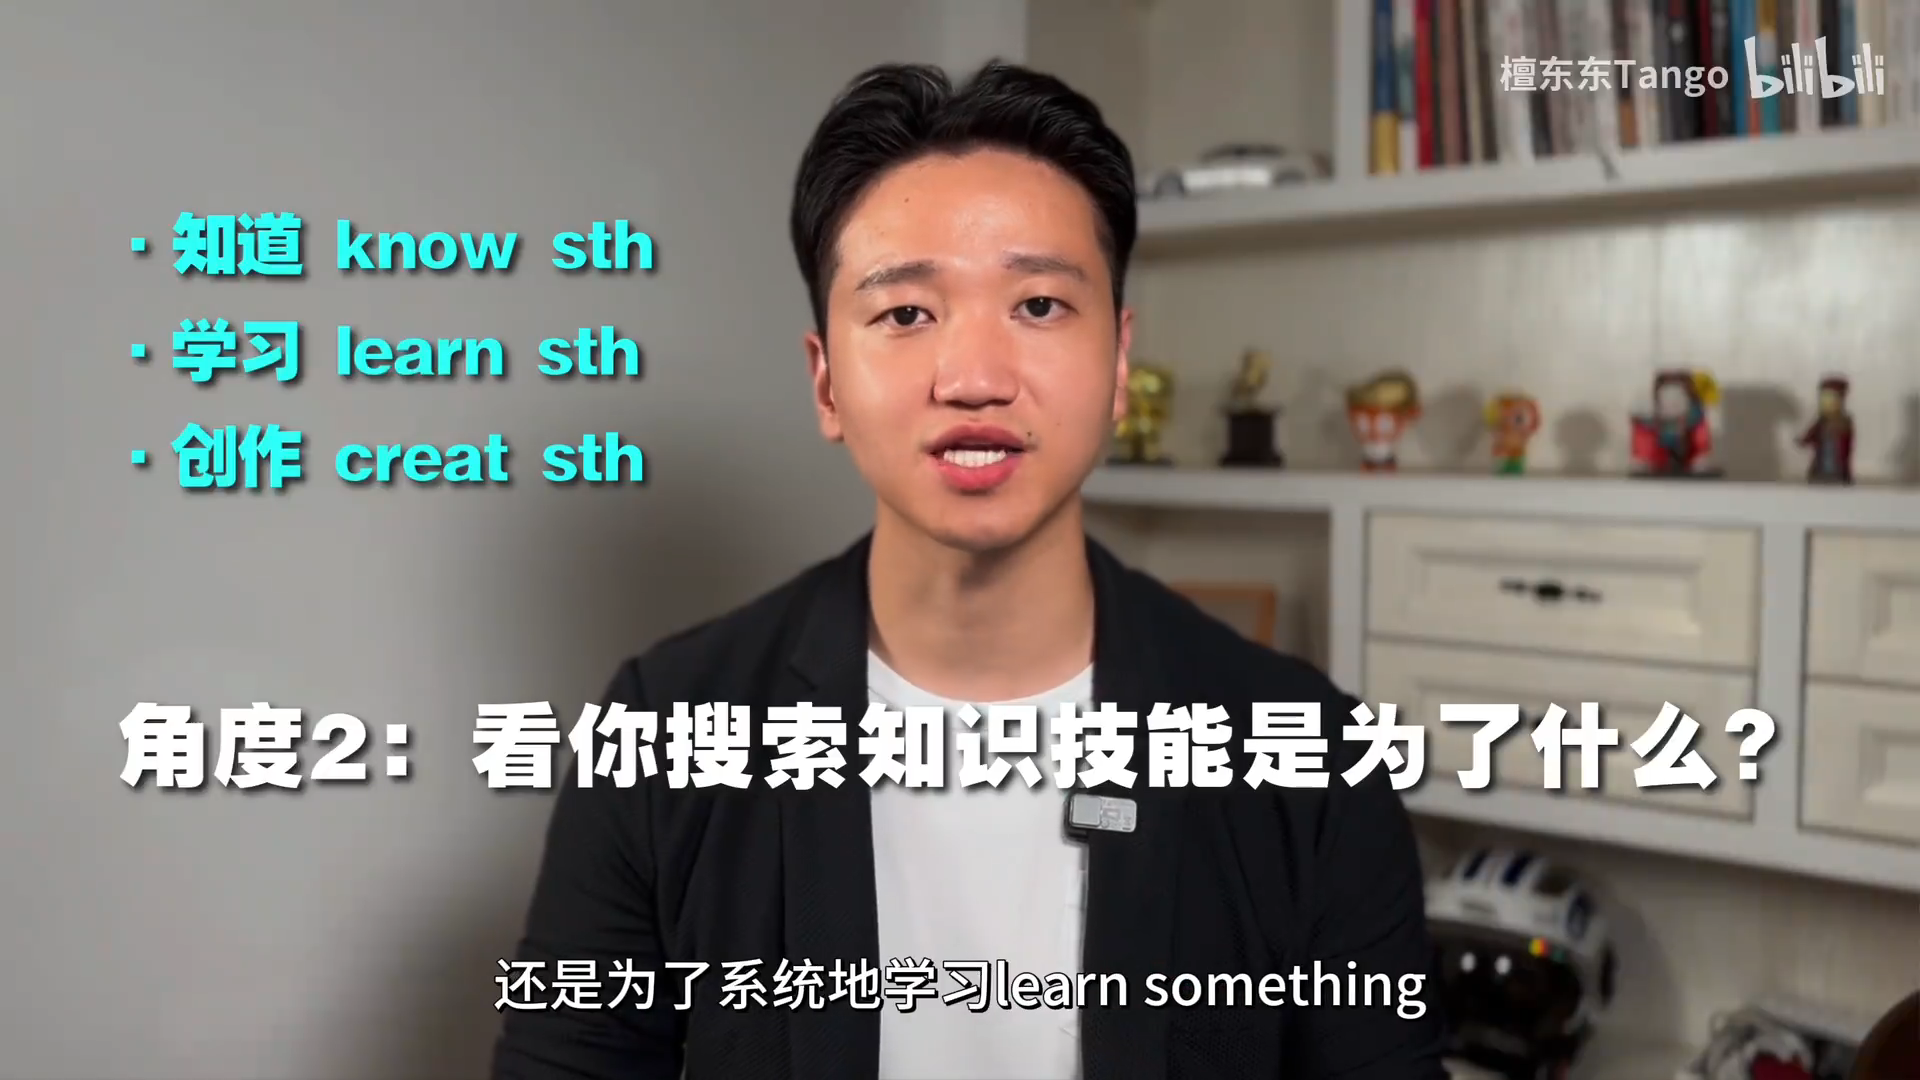 檀东东Tango bilibili
· 知道 know sth
· 学习 learn sth
· 创作 creat sth
角度2：看你搜索知识技能是为了什么？
还是为了系统地学习learn something